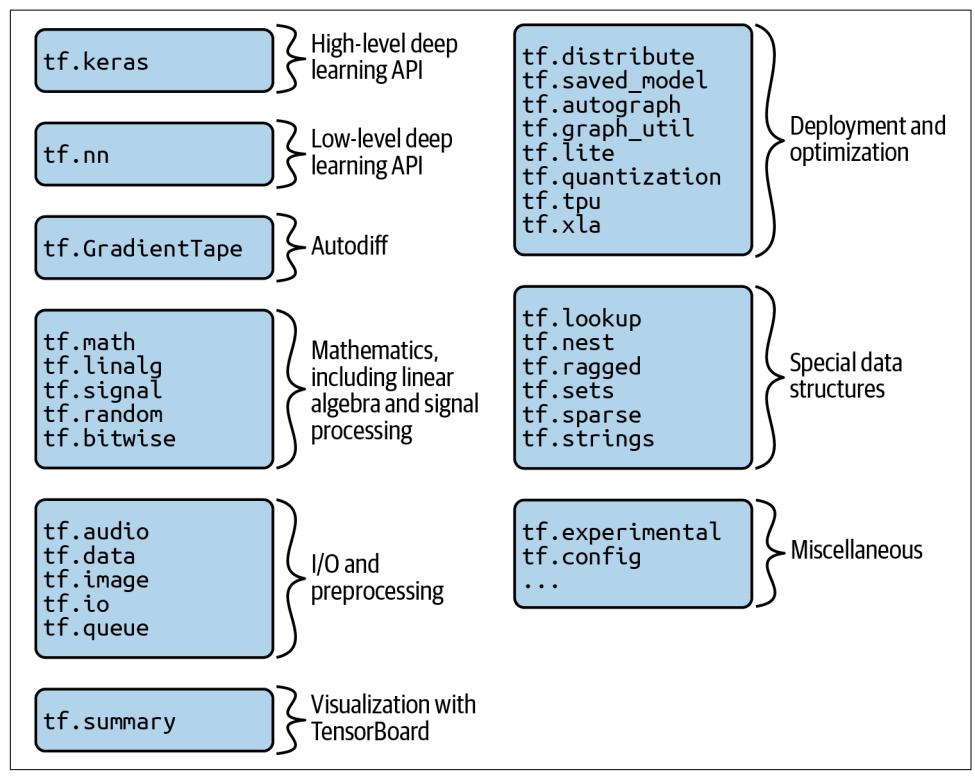 tf.keras
High-level deep
learning API
tf.nn
Low-level deep
learning API
tf.GradientTape
Autodiff
tf.math
tf.linalg
tf.signal
tf.random
tf.bitwise
Mathematics,
including linear
algebra and signal
processing
tf.audio
tf.data
tf.image
tf.io
tf.queue
I/O and
preprocessing
tf.summary
Visualization with
TensorBoard
tf.distribute
tf.saved_model
tf.autograph
tf.graph_util
tf.lite
tf.quantization
tf.tpu
tf.xla
Deployment and
optimization
tf.lookup
tf.nest
tf.ragged
tf.sets
tf.sparse
tf.strings
Special data
structures
tf.experimental
tf.config
...
Miscellaneous